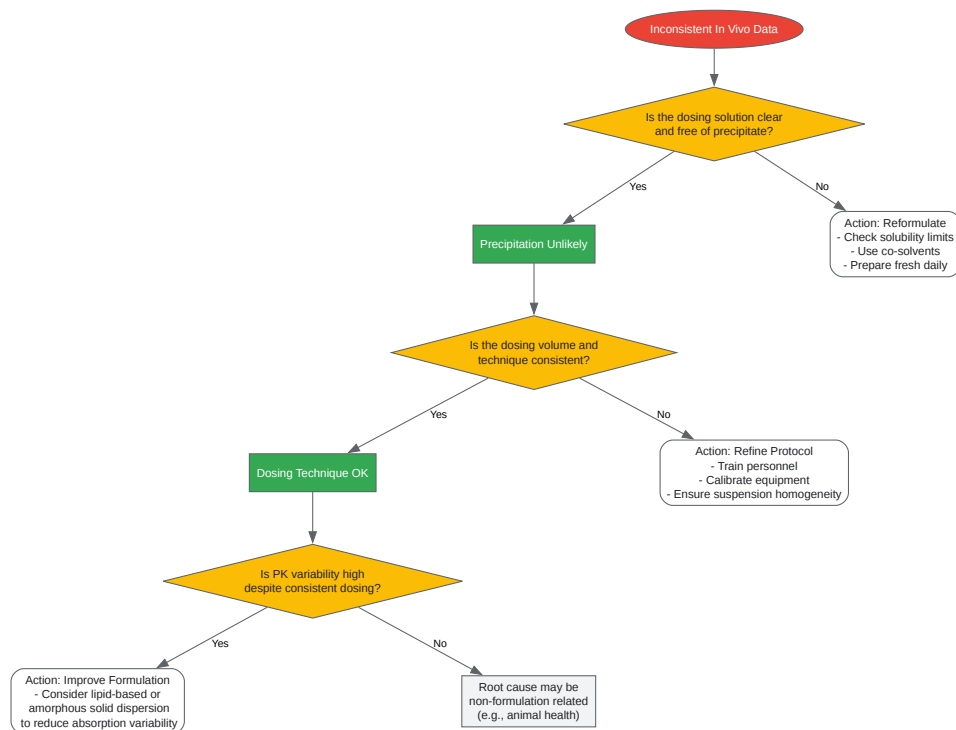 Inconsistent In Vivo Data
Is the dosing solution clear
and free of precipitate?
Yes
No
Precipitation Unlikely
Action: Reformulate
- Check solubility limits
- Use co-solvents
- Prepare fresh daily
Is the dosing volume and
technique consistent?
Yes
No
Dosing Technique OK
Action: Refine Protocol
- Train personnel
- Calibrate equipment
- Ensure suspension homogeneity
Is PK variability high
despite consistent dosing?
Yes
No
Action: Improve Formulation
- Consider lipid-based or
amorphous solid dispersion
to reduce absorption variability
Root cause may be
non-formulation related
(e.g., animal health)